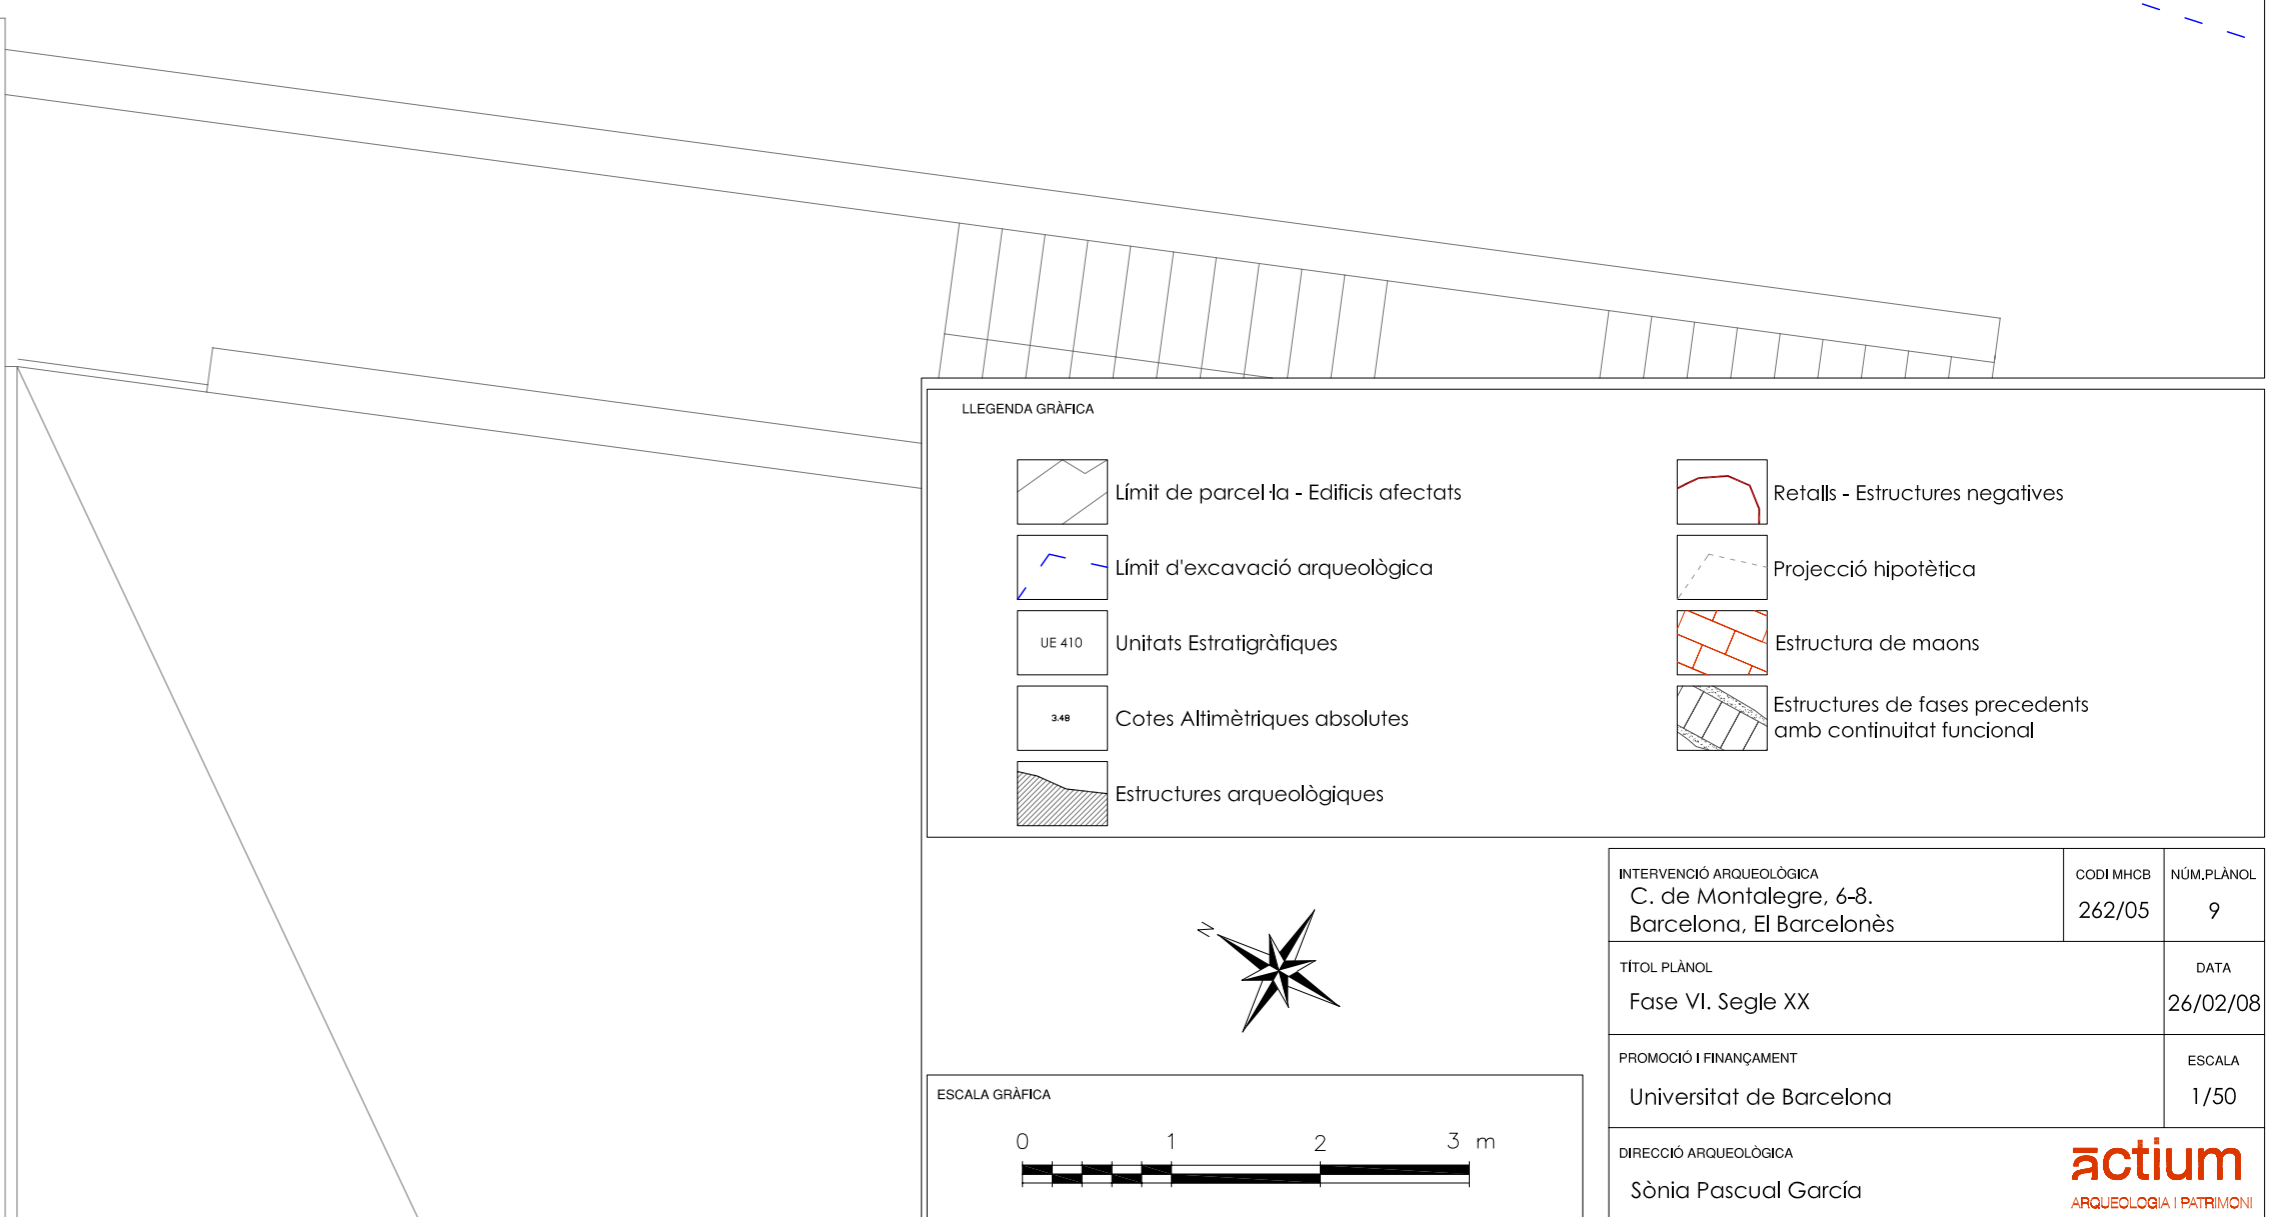 LLEGENDA GRÀFICA
Límit de parcel·la - Edificis afectats
Límit d'excavació arqueològica
UE 410
Unitats Estratigràfiques
3.48
Cotes Altimètriques absolutes
Estructures arqueològiques
Retalls - Estructures negatives
Projecció hipotètica
Estructura de maons
Estructures de fases precedents
amb continuitat funcional
N
ESCALA GRÀFICA
0 1 2 3 m
INTERVENCIÓ ARQUEOLÒGICA
C. de Montalegre, 6-8.
Barcelona, El Barcelonès
CODI MHCB
262/05
NÚM.PLÀNOL
9
TÍTOL PLÀNOL
Fase VI. Segle XX
DATA
26/02/08
PROMOCIÓ I FINANÇAMENT
Universitat de Barcelona
ESCALA
1/50
DIRECCIÓ ARQUEOLÒGICA
Sònia Pascual García
actium
ARQUEOLOGIA I PATRIMONI